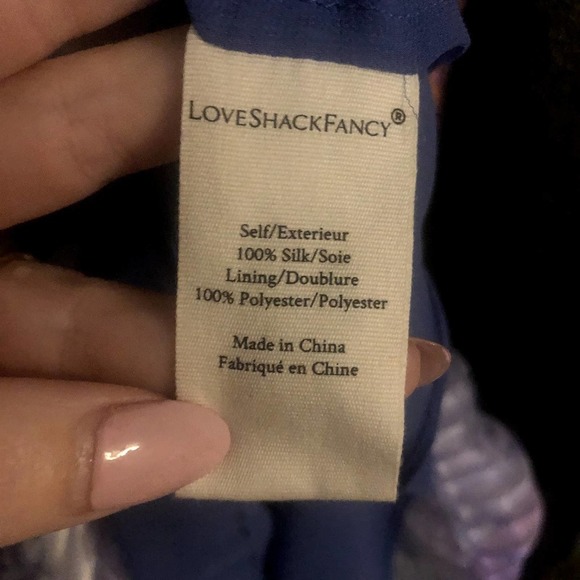 LOVESHACKFANCY®
Self/Exterieur
100% Silk/Soie
Lining/Doublure
100% Polyester/Polyester
Made in China
Fabriqué en Chine